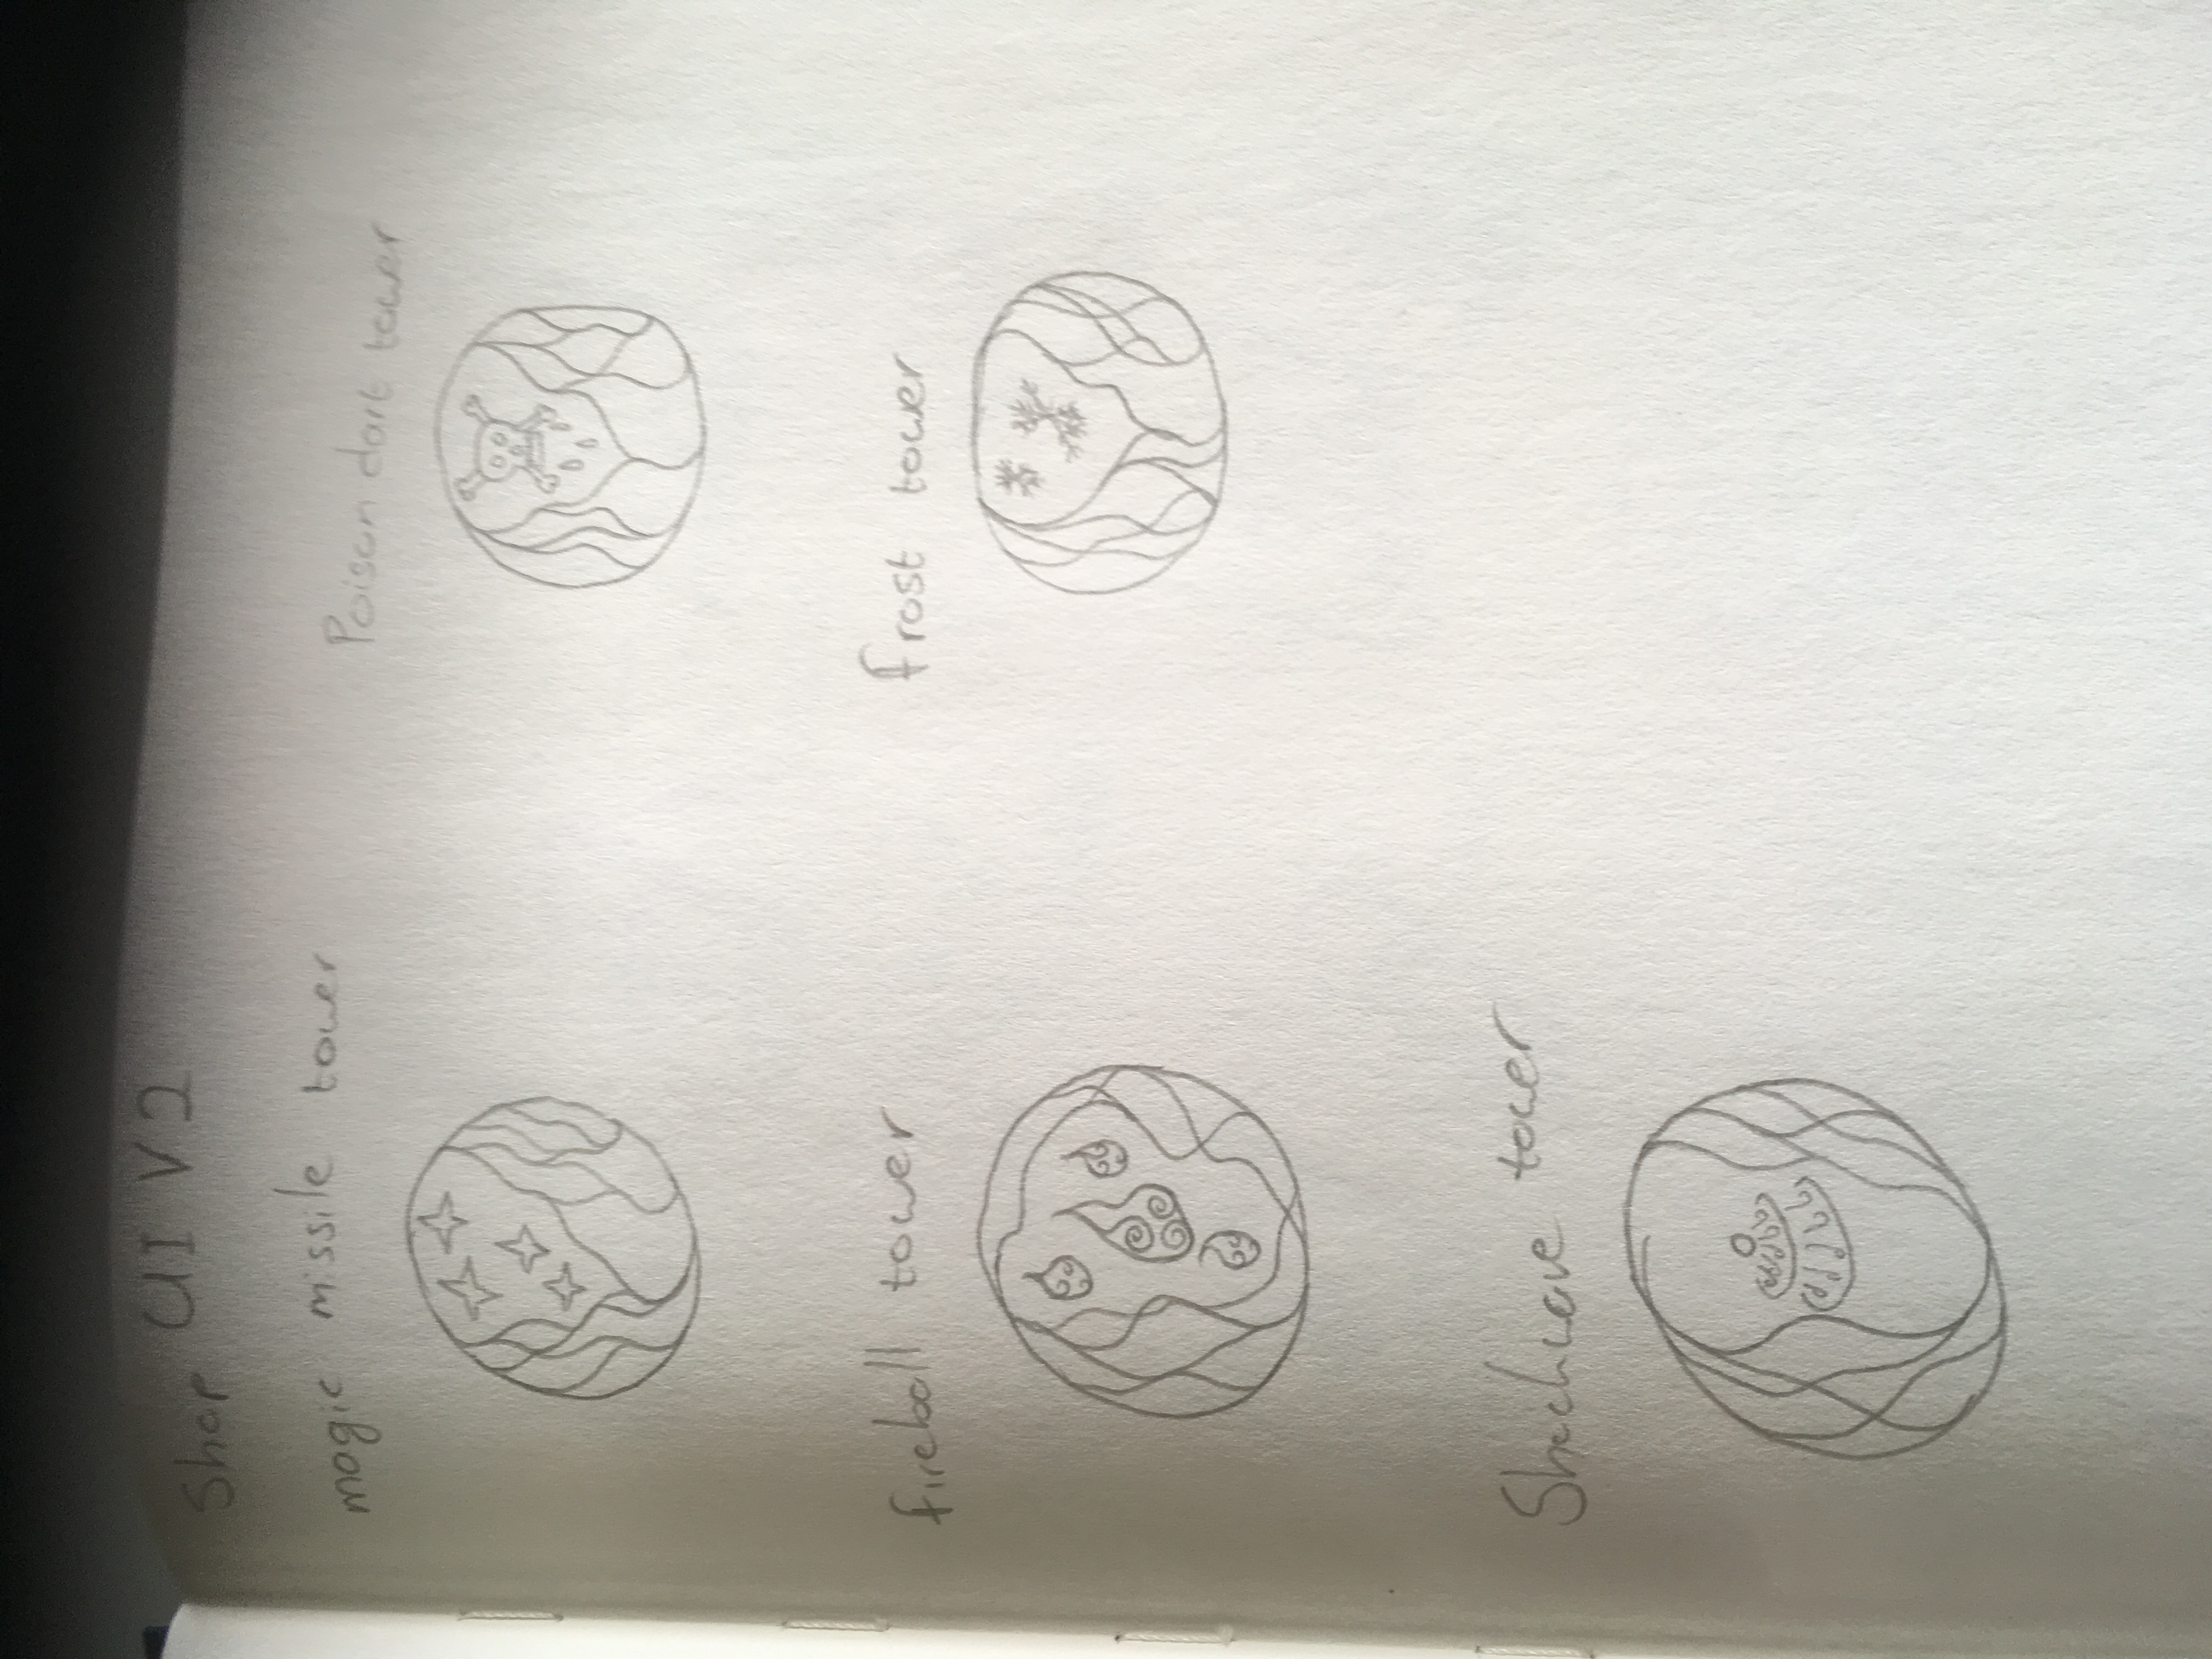 Shop UI V2
magic missile tower
Poison dart tower
fireball tower
frost tower
Shockwave tower